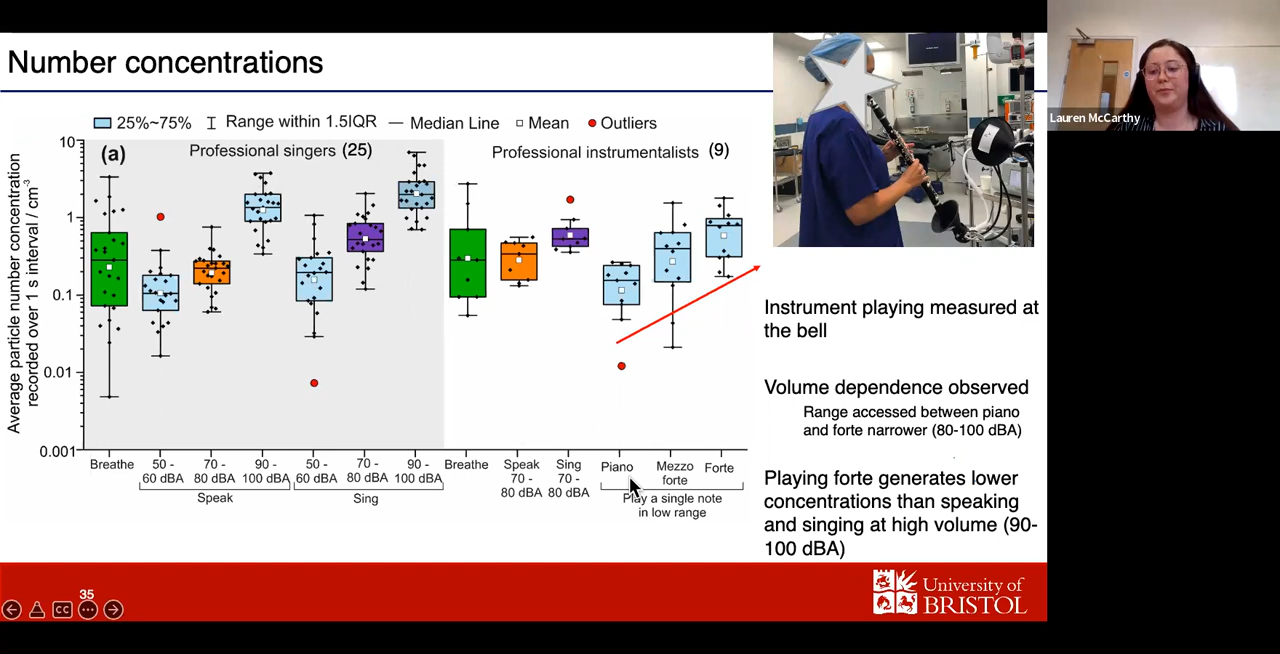 Number concentrations
Lauren McCarthy
25%~75%
Range within 1.5IQR
Median Line
Mean
Outliers
(a)
Professional singers (25)
Professional instrumentalists (9)
Average particle number concentration
recorded over 1 s interval / cm-3
10
1
0.1
0.01
0.001
Breathe
50 -
60 dBA
70 -
80 dBA
90 -
100 dBA
50 -
60 dBA
70 -
80 dBA
90 -
100 dBA
Breathe
Speak
70 -
80 dBA
Sing
70 -
80 dBA
Piano
Mezzo
forte
Forte
Speak
Sing
Play a single note
in low range
Instrument playing measured at
the bell
Volume dependence observed
Range accessed between piano
and forte narrower (80-100 dBA)
Playing forte generates lower
concentrations than speaking
and singing at high volume (90-
100 dBA)
35
CC
University of
BRISTOL